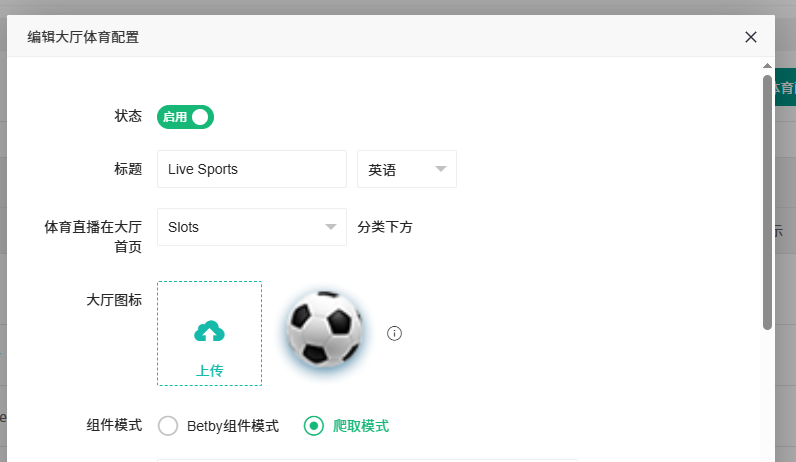 编辑大厅体育配置
状态
启用
标题
Live Sports
英语
体育直播在大厅
首页
Slots
分类下方
大厅图标
上传
组件模式
Betby组件模式
爬取模式